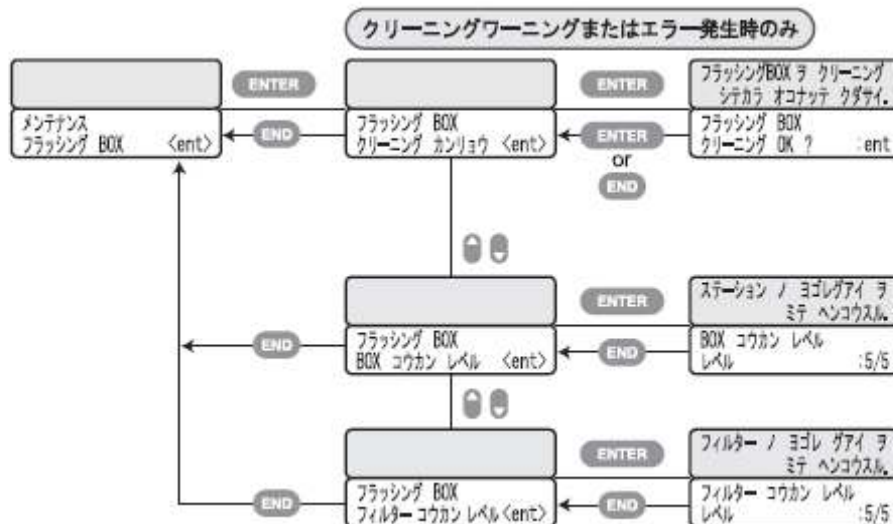 クリーニングワーニングまたはエラー発生時のみ
メンテナンス
フラッシング BOX <ent>
ENTER
END
フラッシング BOX
クリーニング カンリョウ <ent>
ENTER
ENTER
or
END
フラッシングBOX ヲ クリーニング
シテカラ オコナッテ クダサイ.
フラッシング BOX
クリーニング OK ? :ent
END
フラッシング BOX
BOX コウカン レベル <ent>
ENTER
END
ステーション ノ ヨゴレグアイ ヲ
ミテ ヘンコウスル.
BOX コウカン レベル
レベル :5/5
END
フラッシング BOX
フィルター コウカン レベル<ent>
ENTER
END
フィルター ノ ヨゴレ グアイ ヲ
ミテ ヘンコウスル.
フィルター コウカン レベル
レベル :5/5